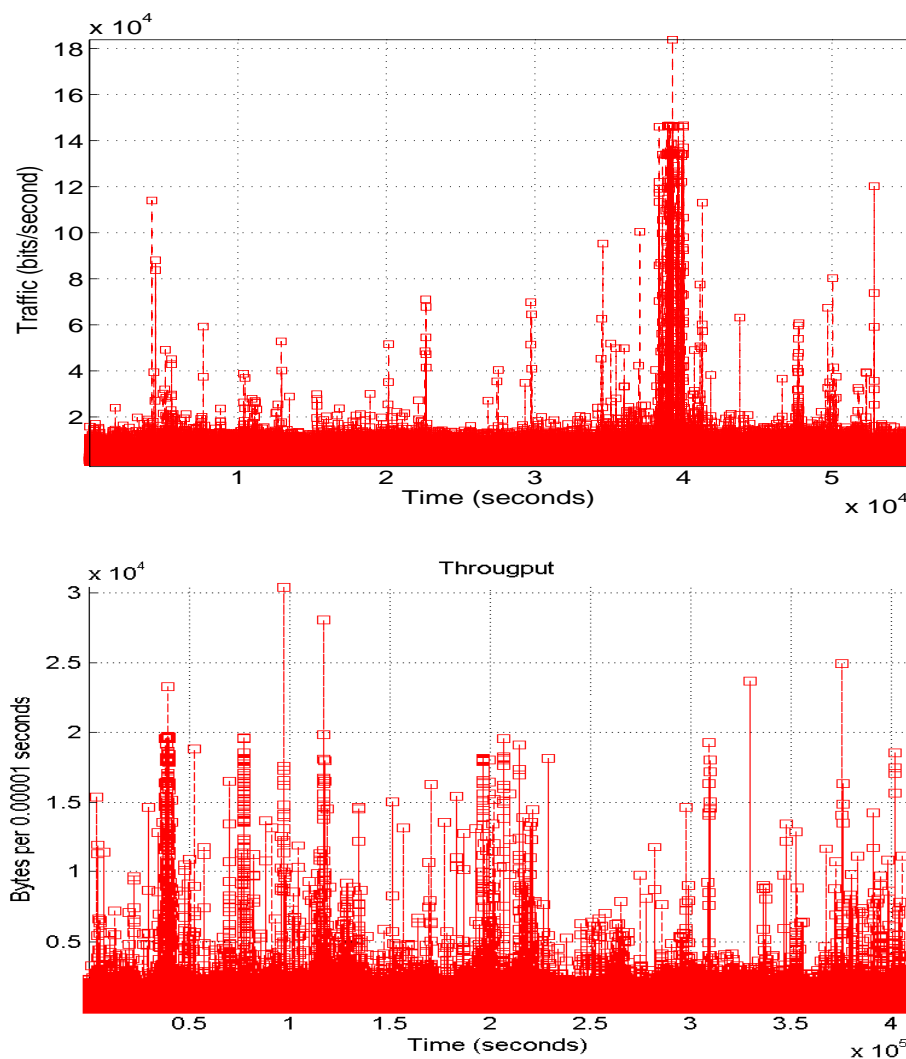 x 10^4
18
16
14
12
10
8
6
4
2
Traffic (bits/second)
1 2 3 4 5
Time (seconds)
x 10^4
Througput
x 10^4
3
2.5
2
1.5
1
0.5
Bytes per 0.00001 seconds
0.5 1 1.5 2 2.5 3 3.5 4
Time (seconds)
x 10^5